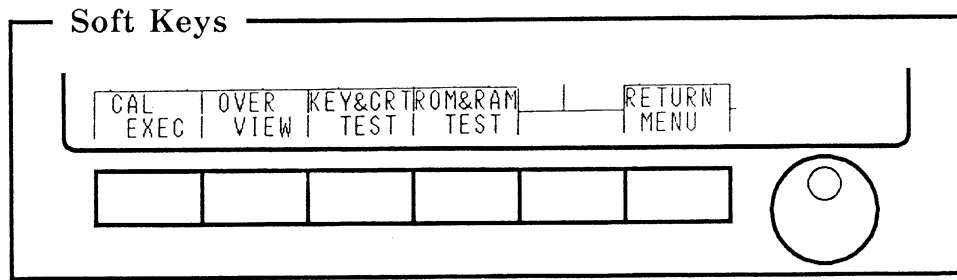 Soft Keys
CAL OVER KEY&CRT ROM&RAM RETURN
EXEC VIEW TEST TEST MENU